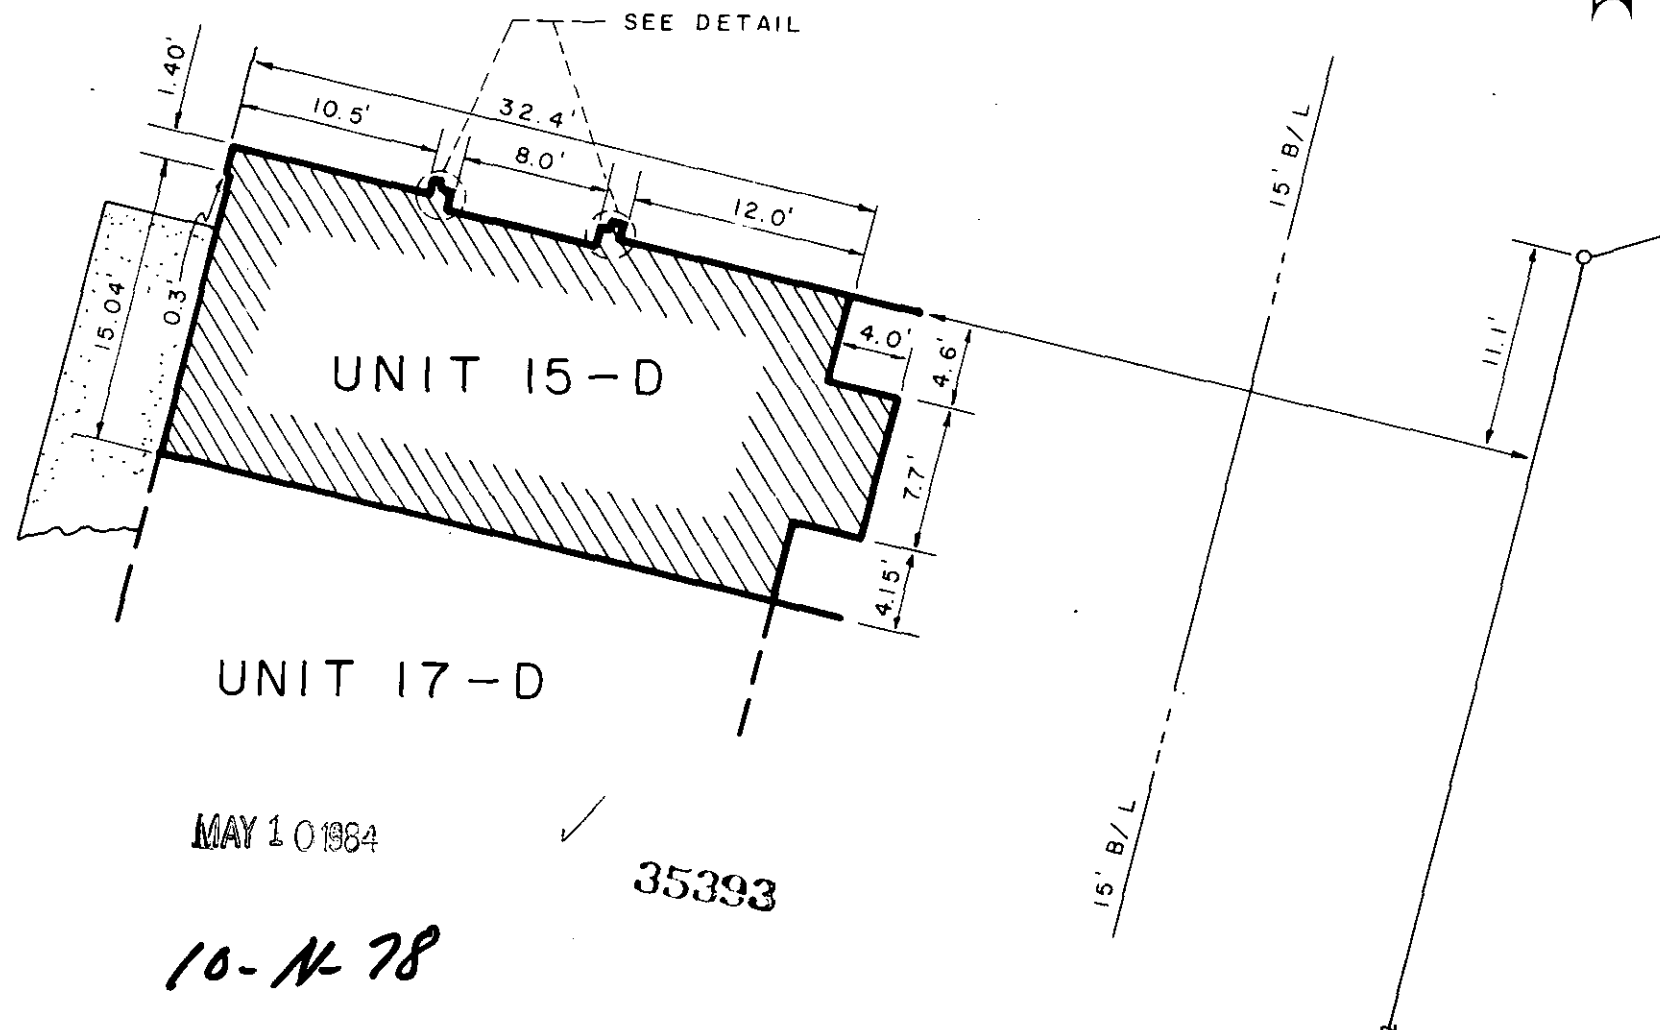 SEE DETAIL
1.40'
10.5'
32.4'
8.0'
12.0'
15' B/L
15.04'
0.3'
4.0'
4.6'
11.1'
UNIT 15-D
7.7'
4.15'
UNIT 17-D
MAY 10 1984
35393
15' B/L
10-N-78